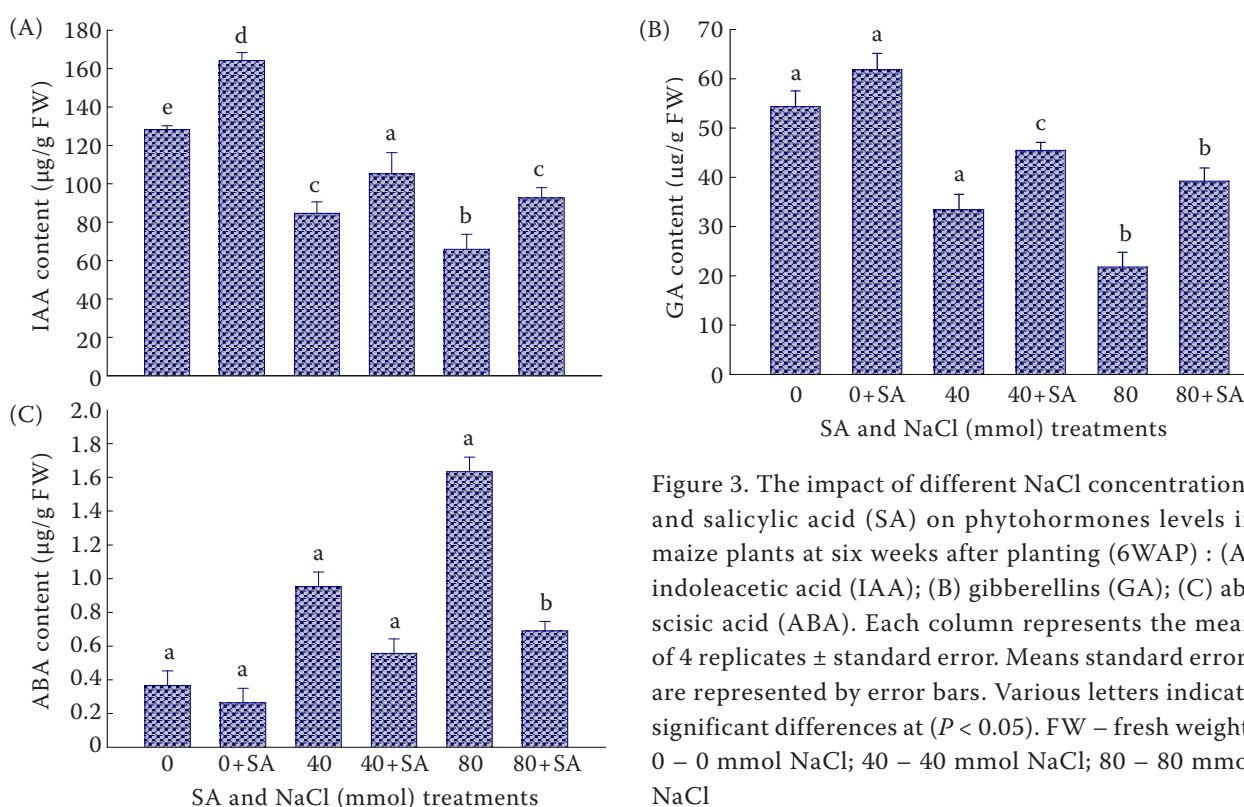 (A)
IAA content (µg/g FW)
180
160
140
120
100
80
60
40
20
0
e
d
c
a
b
c
(B)
GA content (µg/g FW)
70
60
50
40
30
20
10
0
a
a
a
c
b
b
0 0+SA 40 40+SA 80 80+SA
SA and NaCl (mmol) treatments
(C)
ABA content (µg/g FW)
2.0
1.8
1.6
1.4
1.2
1.0
0.8
0.6
0.4
0.2
0
a
a
a
a
a
b
0 0+SA 40 40+SA 80 80+SA
SA and NaCl (mmol) treatments
Figure 3. The impact of different NaCl concentration
and salicylic acid (SA) on phytohormones levels i
maize plants at six weeks after planting (6WAP) : (A
indoleacetic acid (IAA); (B) gibberellins (GA); (C) ab
scisic acid (ABA). Each column represents the mean
of 4 replicates ± standard error. Means standard error
are represented by error bars. Various letters indicat
significant differences at (P < 0.05). FW – fresh weight
0 – 0 mmol NaCl; 40 – 40 mmol NaCl; 80 – 80 mmo
NaCl